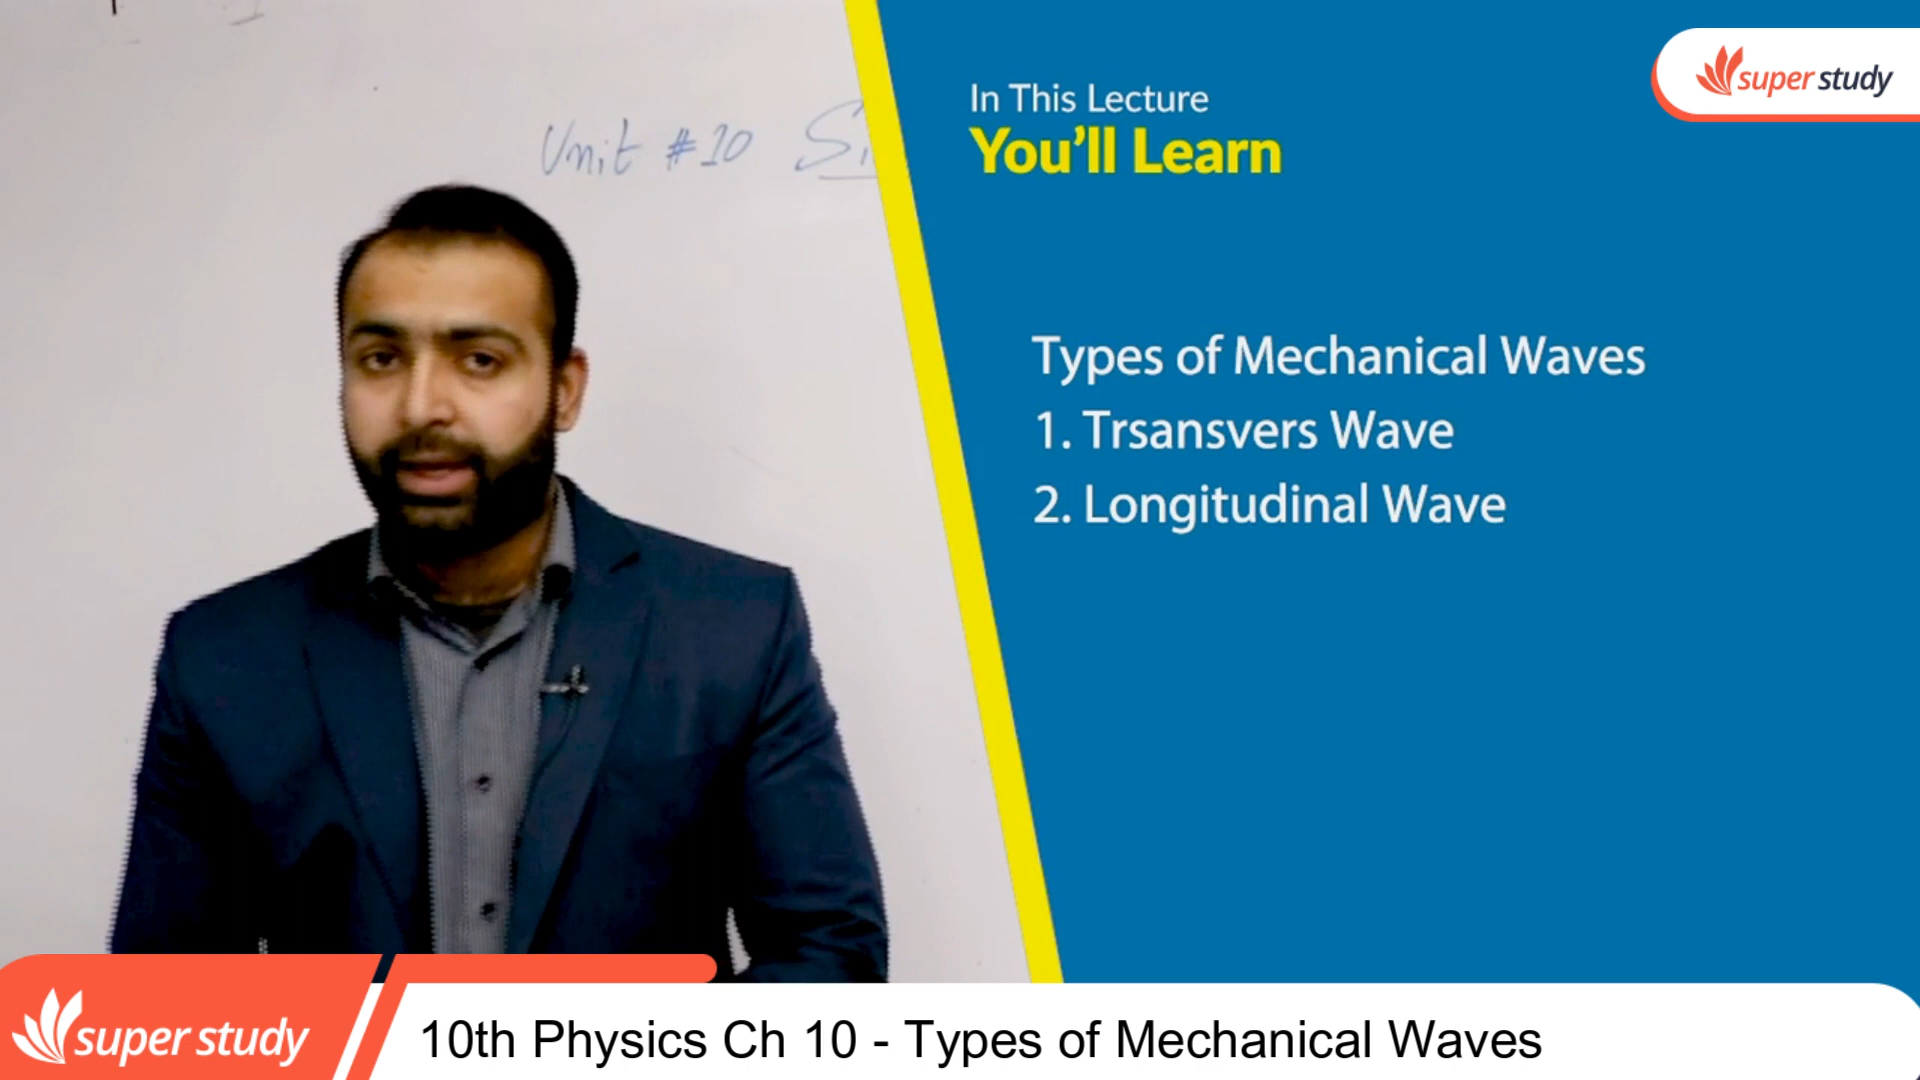 Unit #10
In This Lecture
You'll Learn
super study
Types of Mechanical Waves
1. Trsansvers Wave
2. Longitudinal Wave
super study
10th Physics Ch 10 - Types of Mechanical Waves